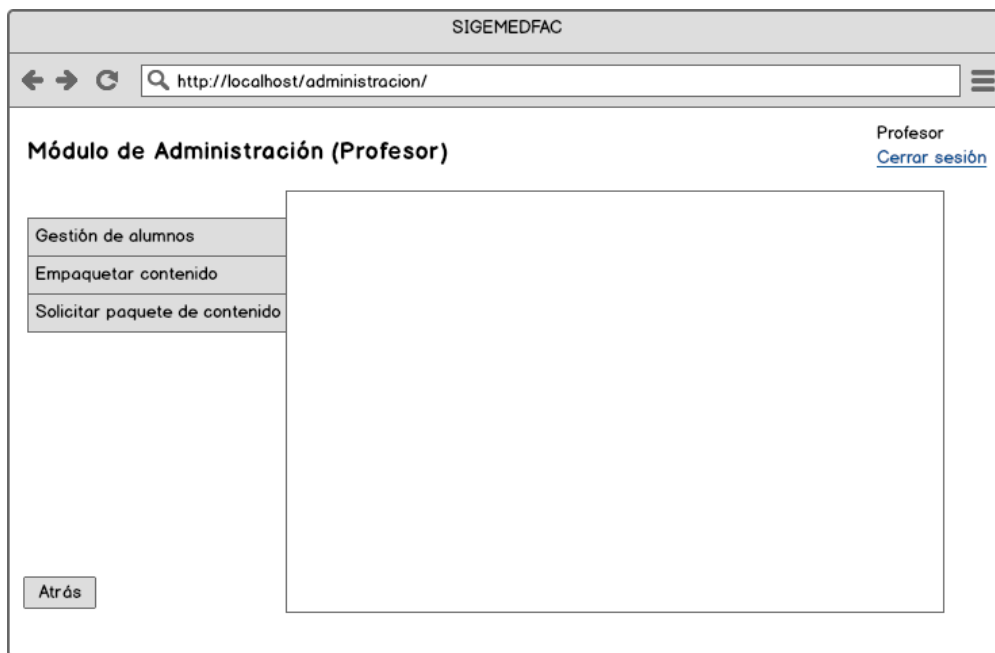 SIGEMEDFAC
http://localhost/administracion/
Profesor
Módulo de Administración (Profesor)
Cerrar sesión
Gestión de alumnos
Empaquetar contenido
Solicitar paquete de contenido
Atrás